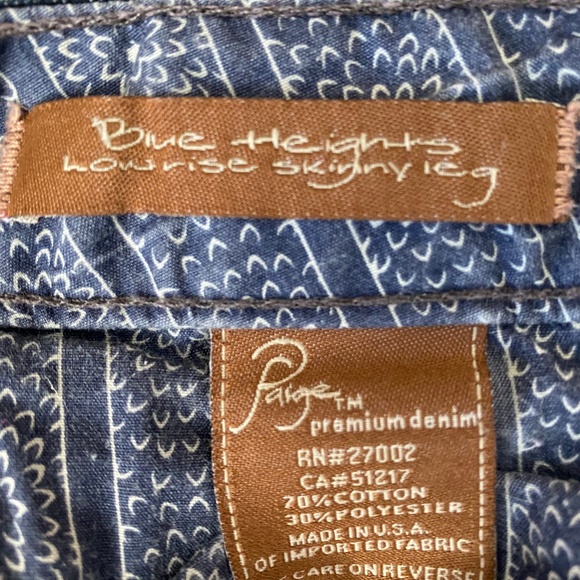 Blue Heights
Low rise skinny leg
Paige TM
premium denim
RN#27002
CA#51217
70% COTTON
30% POLYESTER
MADE IN U.S.A.
OF IMPORTED FABRIC
CARE ON REVERSE